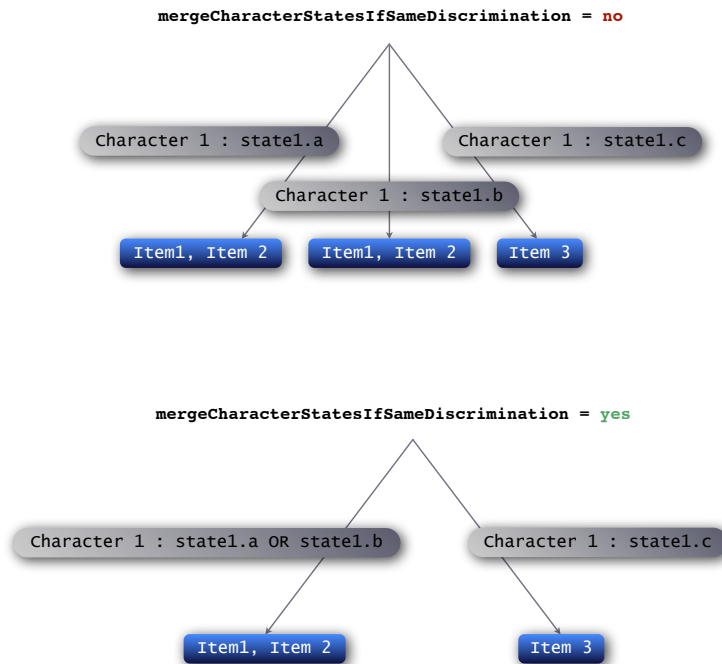 mergeCharacterStatesIfSameDiscrimination = no
Character 1 : state1.a
Character 1 : state1.c
Character 1 : state1.b
Item1, Item 2
Item1, Item 2
Item 3
mergeCharacterStatesIfSameDiscrimination = yes
Character 1 : state1.a OR state1.b
Character 1 : state1.c
Item1, Item 2
Item 3